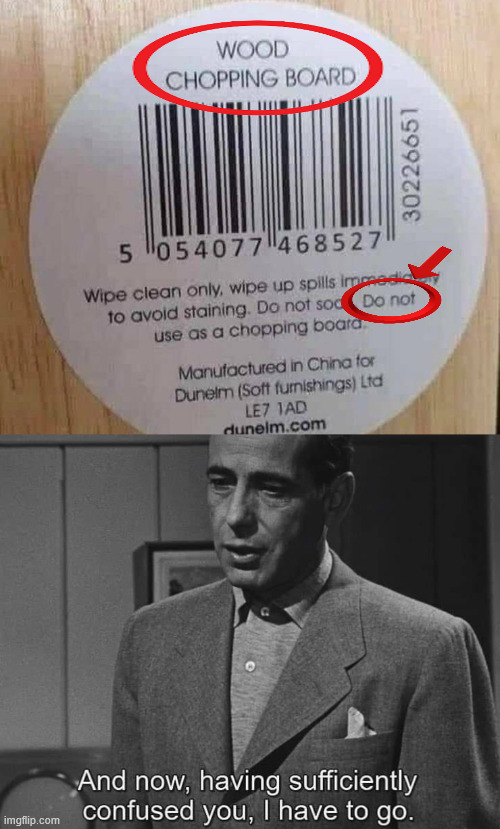 WOOD
CHOPPING BOARD
30226651
5 054077 468527
Wipe clean only, wipe up spills immediately
to avoid staining. Do not Do not
use as a chopping board.
Manufactured in China for
Dunelm (Soft furnishings) Ltd
LE7 1AD
dunelm.com
And now, having sufficiently
confused you, I have to go.
imgflip.com